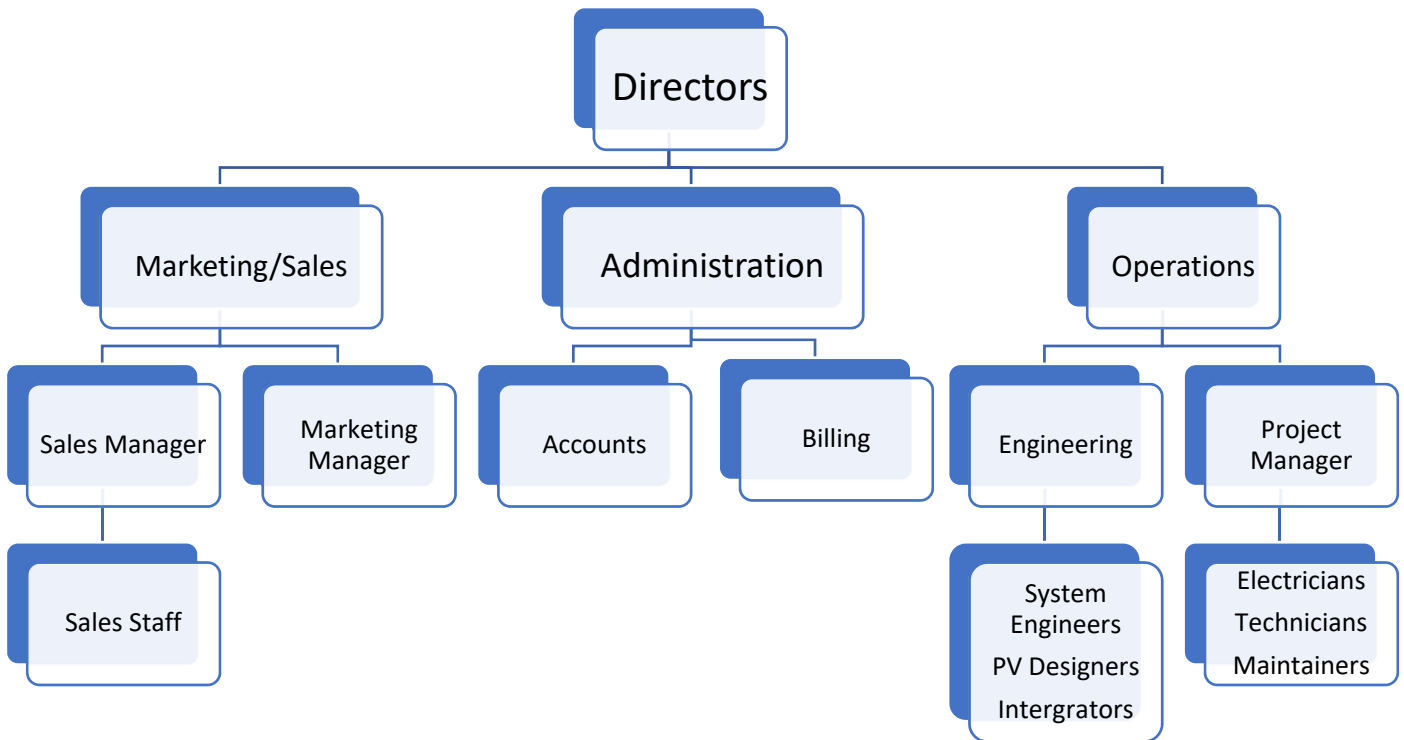 Directors
Marketing/Sales
Administration
Operations
Sales Manager
Marketing
Manager
Accounts
Billing
Engineering
Project
Manager
Sales Staff
System
Engineers
PV Designers
Intergrators
Electricians
Technicians
Maintainers